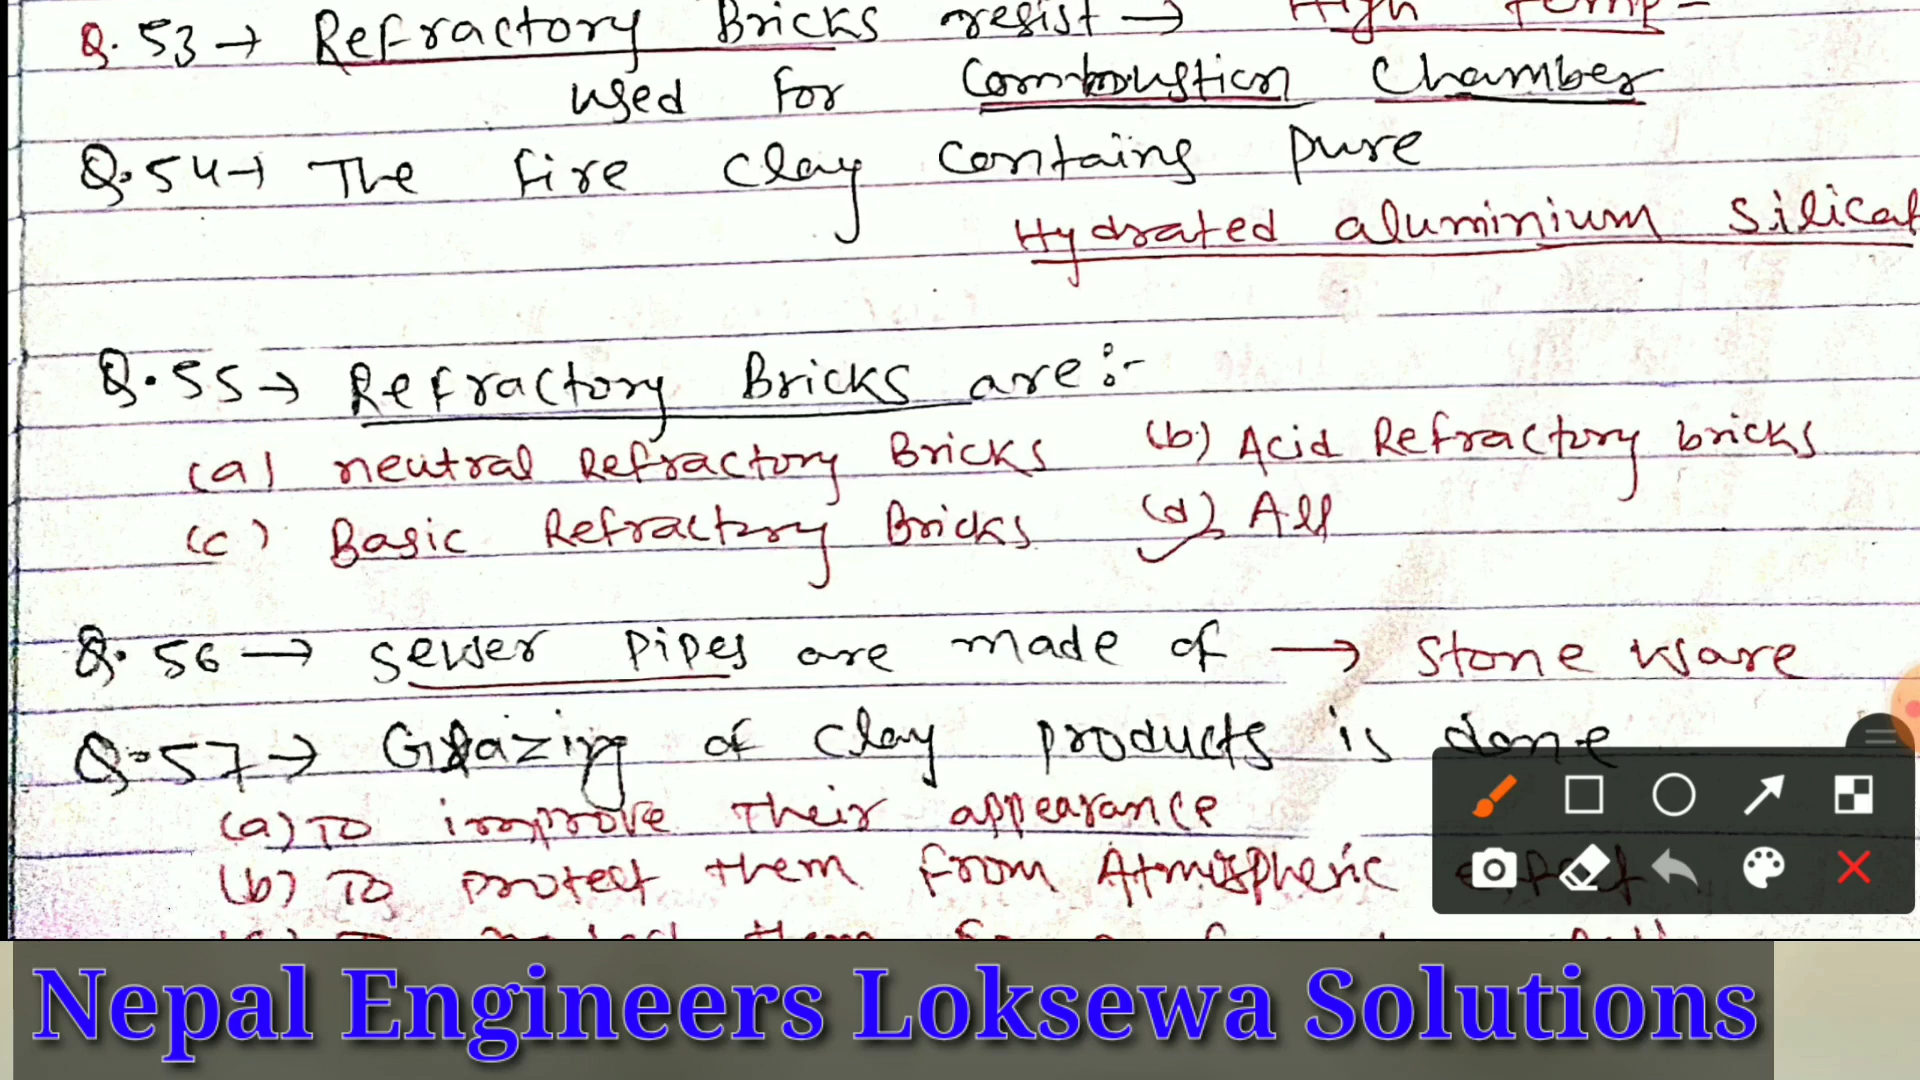 Q.53→ Refractory Bricks resist→ High Temp-
used for Combustion Chamber
Q.54→ The fire clay contains pure
Hydrated aluminium Silicat
Q.55→ Refractory Bricks are:-
(a) neutral Refractory Bricks (b) Acid Refractory bricks
(c) Basic Refractory Bricks (d) All
Q.56→ sewer pipes are made of → Stone ware
Q.57→ Glazing of clay products is done
(a) To improve their appearance
(b) To protect them from Atmospheric effect
Nepal Engineers Loksewa Solutions